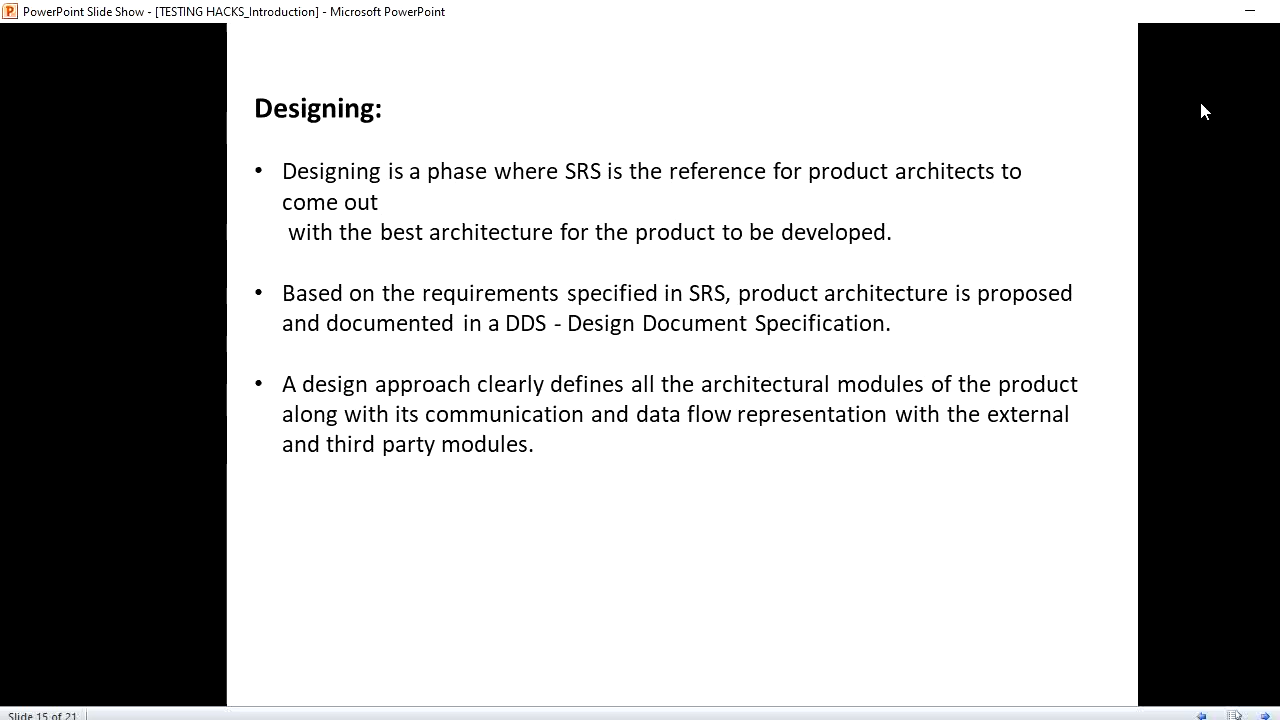 PowerPoint Slide Show - [TESTING HACKS_Introduction] - Microsoft PowerPoint
Designing:
• Designing is a phase where SRS is the reference for product architects to
come out
with the best architecture for the product to be developed.
• Based on the requirements specified in SRS, product architecture is proposed
and documented in a DDS - Design Document Specification.
• A design approach clearly defines all the architectural modules of the product
along with its communication and data flow representation with the external
and third party modules.
Slide 15 of 21